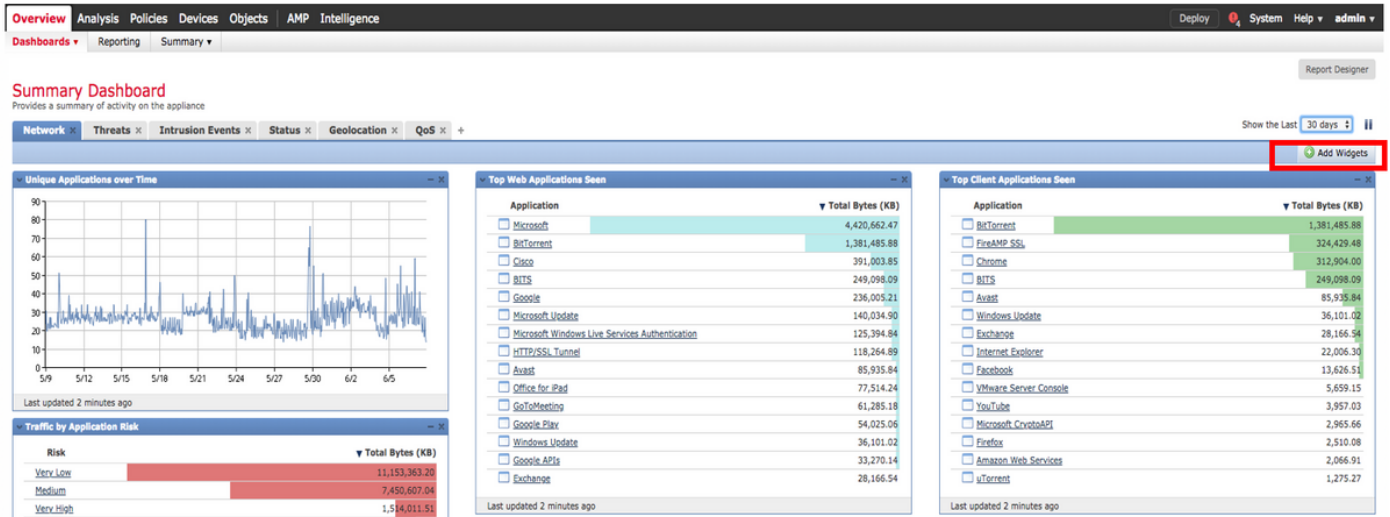 Overview Analysis Policies Devices Objects AMP Intelligence Deploy 4 System Help admin
Dashboards Reporting Summary
Report Designer
Summary Dashboard
Provides a summary of activity on the appliance
Network × Threats × Intrusion Events × Status × Geolocation × QoS × +
Show the Last 30 days
Add Widgets
Unique Applications over Time
90
80
70
60
50
40
30
20
10
0
5/9 5/12 5/15 5/18 5/21 5/24 5/27 5/30 6/2 6/5
Last updated 2 minutes ago
Traffic by Application Risk
Risk Total Bytes (KB)
Very Low 11,153,363.20
Medium 7,450,607.04
Very High 1,514,011.51
Top Web Applications Seen
Application Total Bytes (KB)
Microsoft 4,420,662.47
BitTorrent 1,381,485.88
Cisco 391,003.85
BITS 249,098.09
Google 236,005.21
Microsoft Update 140,034.90
Microsoft Windows Live Services Authentication 125,394.84
HTTP/SSL Tunnel 118,264.89
Avast 85,935.84
Office for iPad 77,514.24
GoToMeeting 61,285.18
Google Play 54,025.06
Windows Update 36,101.02
Google APIs 33,270.14
Exchange 28,166.54
Last updated 2 minutes ago
Top Client Applications Seen
Application Total Bytes (KB)
BitTorrent 1,381,485.88
FireAMP SSL 324,429.48
Chrome 312,904.00
BITS 249,098.09
Avast 85,935.84
Windows Update 36,101.02
Exchange 28,166.54
Internet Explorer 22,006.30
Facebook 13,626.51
VMware Server Console 5,659.15
YouTube 3,957.03
Microsoft CryptoAPI 2,965.66
Firefox 2,510.08
Amazon Web Services 2,066.91
uTorrent 1,275.27
Last updated 2 minutes ago